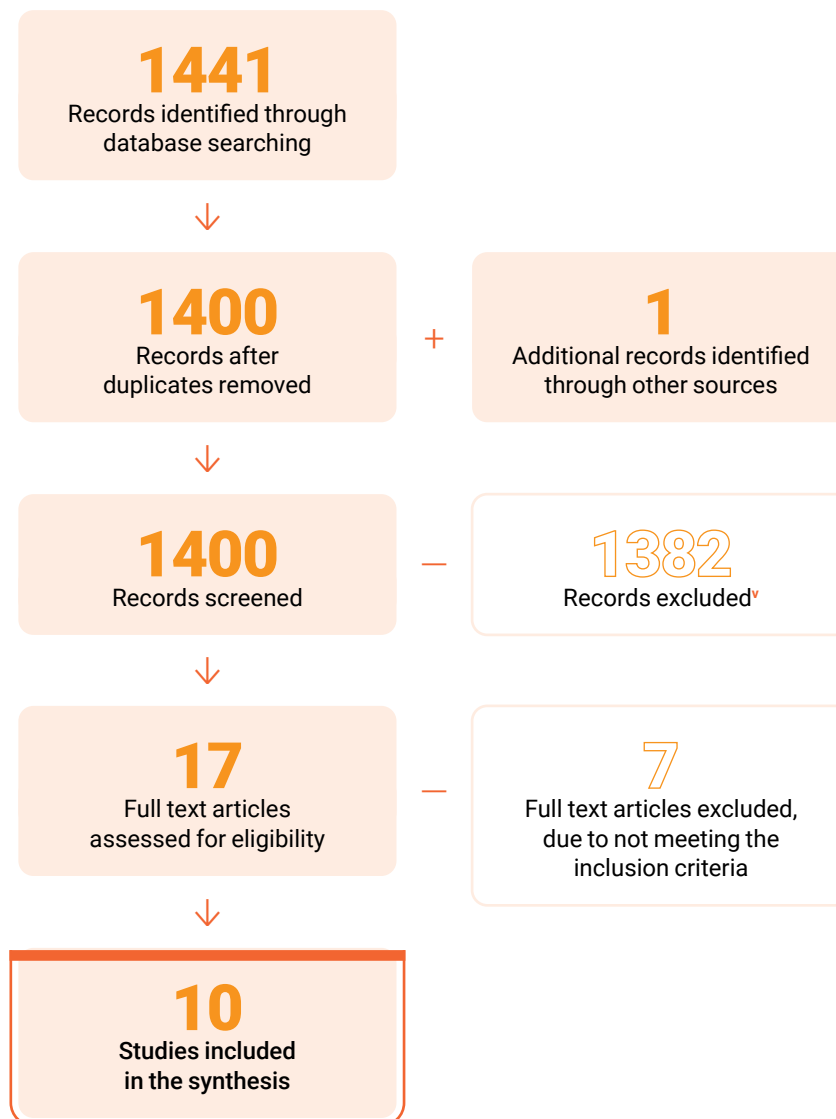 1441
Records identified through
database searching
↓
1400
Records after
duplicates removed
+
1
Additional records identified
through other sources
↓
1400
Records screened
–
1382
Records excludedᵛ
↓
17
Full text articles
assessed for eligibility
–
7
Full text articles excluded,
due to not meeting the
inclusion criteria
↓
10
Studies included
in the synthesis